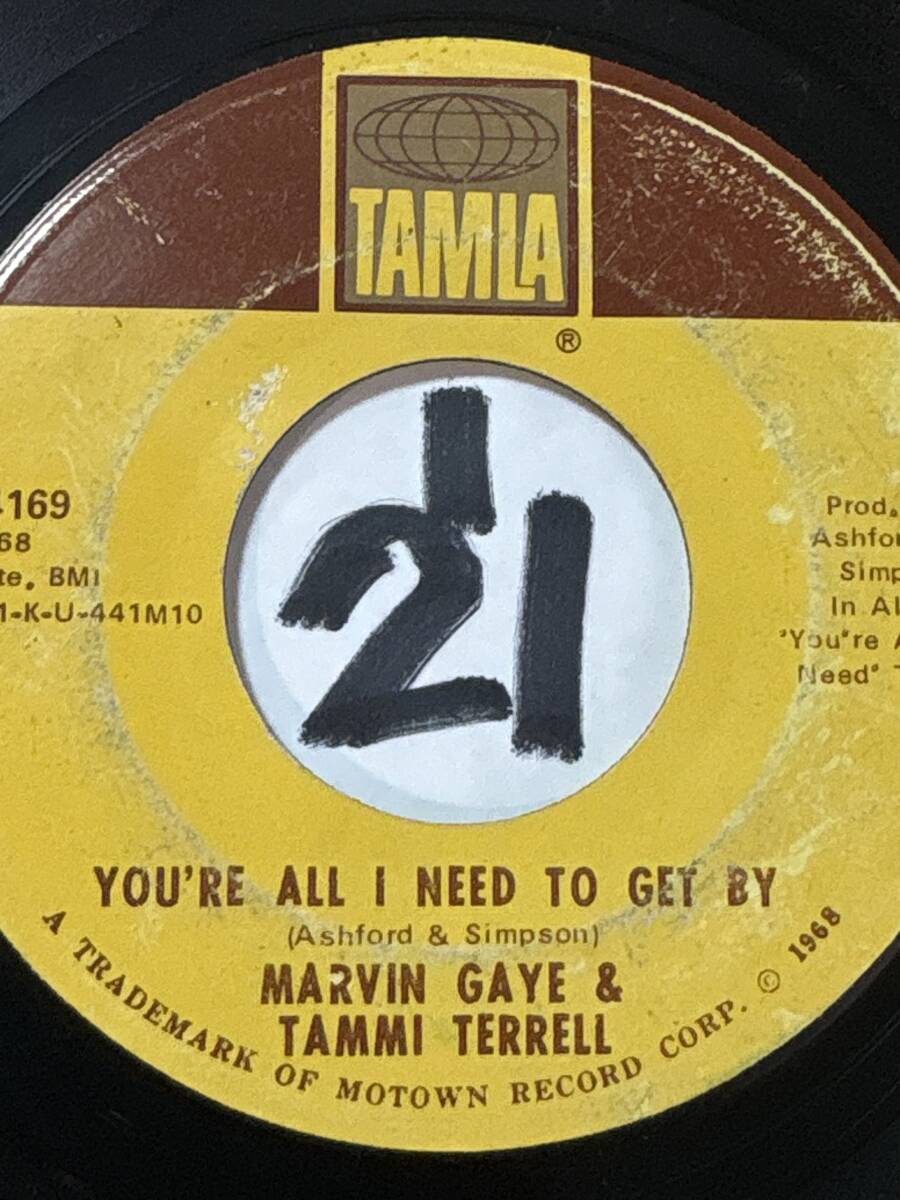 TAMLA
®
169
68
te. BMI
1-K-U-441M10
Prod.
Ashfo
Simp
In AL
"You're A
Need" T
21
YOU'RE ALL I NEED TO GET BY
(Ashford & Simpson)
MARVIN GAYE &
TAMMI TERRELL
A TRADEMARK OF MOTOWN RECORD CORP. © 1968